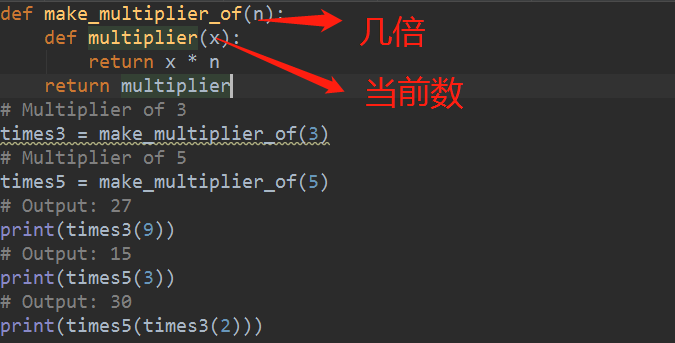 def make_multiplier_of(n):
几倍
def multiplier(x):
return x * n
当前数
return multiplier
# Multiplier of 3
times3 = make_multiplier_of(3)
# Multiplier of 5
times5 = make_multiplier_of(5)
# Output: 27
print(times3(9))
# Output: 15
print(times5(3))
# Output: 30
print(times5(times3(2)))